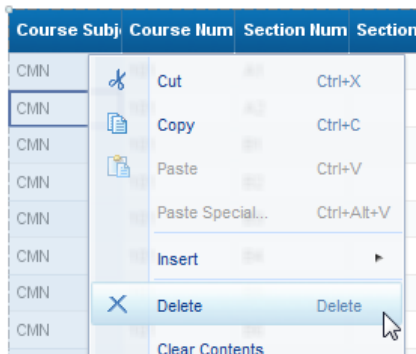 Course Subj Course Num Section Num Section
CMN
CMN
CMN
CMN
CMN
CMN
CMN
CMN
Cut Ctrl+X
Copy Ctrl+C
Paste Ctrl+V
Paste Special... Ctrl+Alt+V
Insert
Delete Delete
Clear Contents